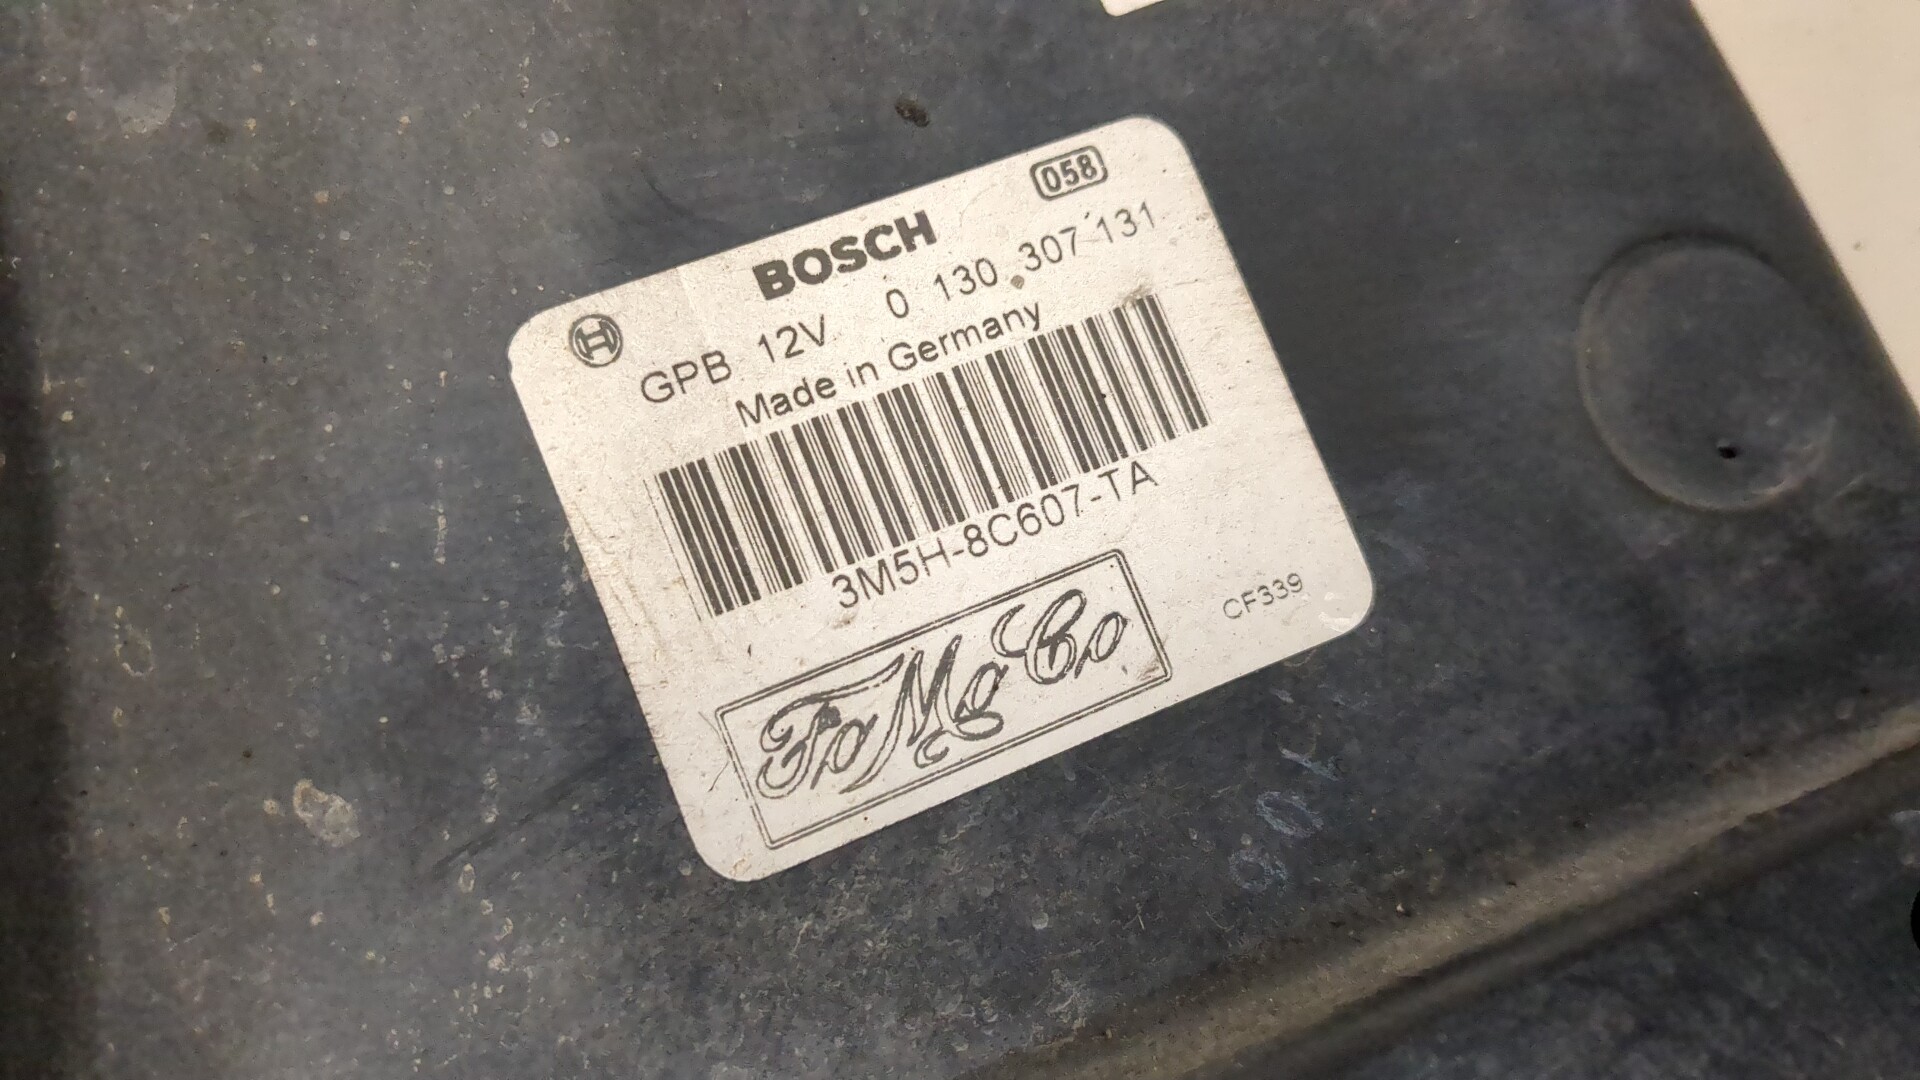 058
BOSCH
GPB 12V 0 130 307 131
Made in Germany
3M5H-8C607-TA
CF339
FoMoCo